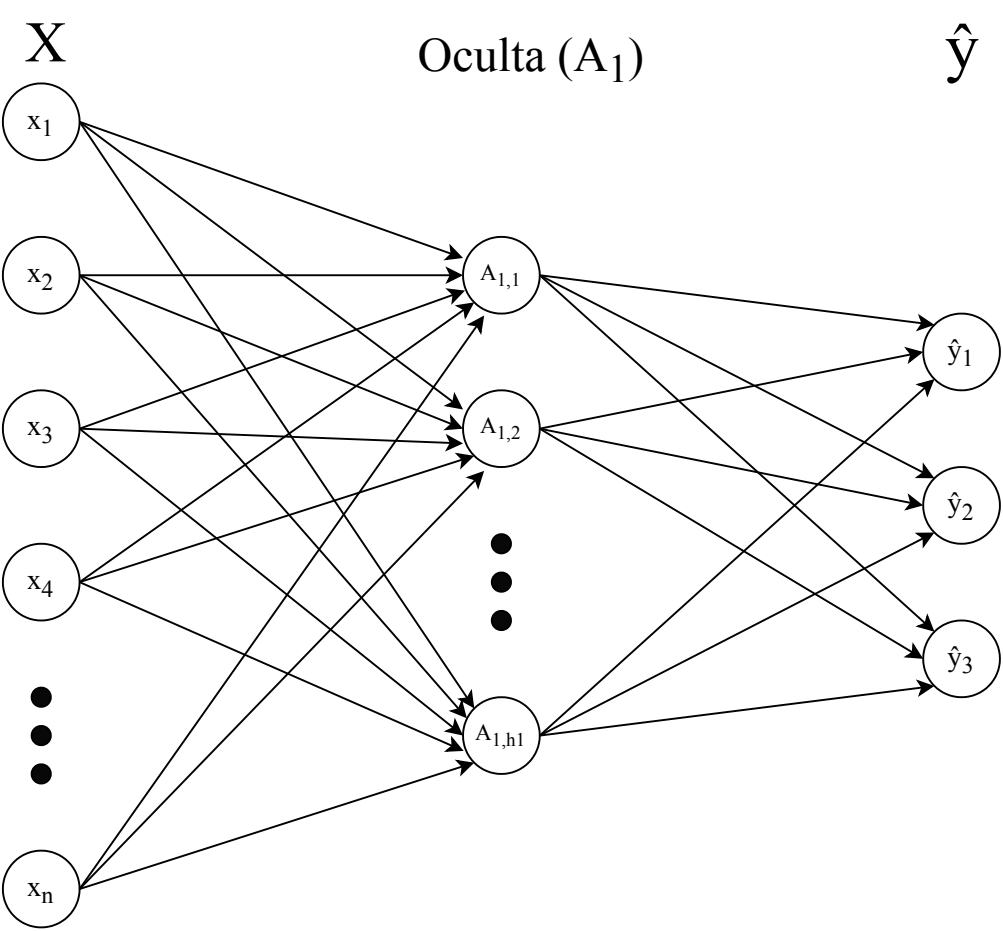 X
Oculta (A₁)
ŷ
x₁
x₂
x₃
x₄
xₙ
A₁,₁
A₁,₂
A₁,ₕ₁
ŷ₁
ŷ₂
ŷ₃